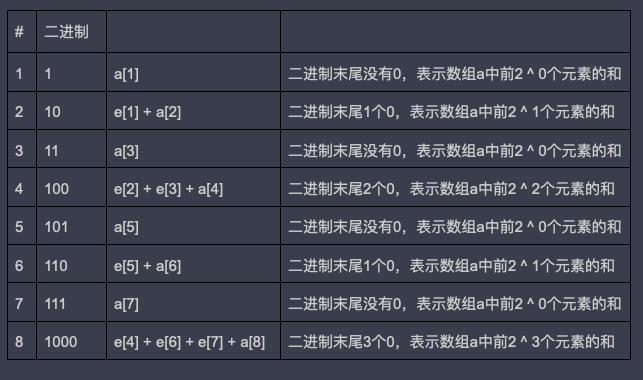 # 二进制
1 1 a[1] 二进制末尾没有0，表示数组a中前2 ^ 0个元素的和
2 10 e[1] + a[2] 二进制末尾1个0，表示数组a中前2 ^ 1个元素的和
3 11 a[3] 二进制末尾没有0，表示数组a中前2 ^ 0个元素的和
4 100 e[2] + e[3] + a[4] 二进制末尾2个0，表示数组a中前2 ^ 2个元素的和
5 101 a[5] 二进制末尾没有0，表示数组a中前2 ^ 0个元素的和
6 110 e[5] + a[6] 二进制末尾1个0，表示数组a中前2 ^ 1个元素的和
7 111 a[7] 二进制末尾没有0，表示数组a中前2 ^ 0个元素的和
8 1000 e[4] + e[6] + e[7] + a[8] 二进制末尾3个0，表示数组a中前2 ^ 3个元素的和